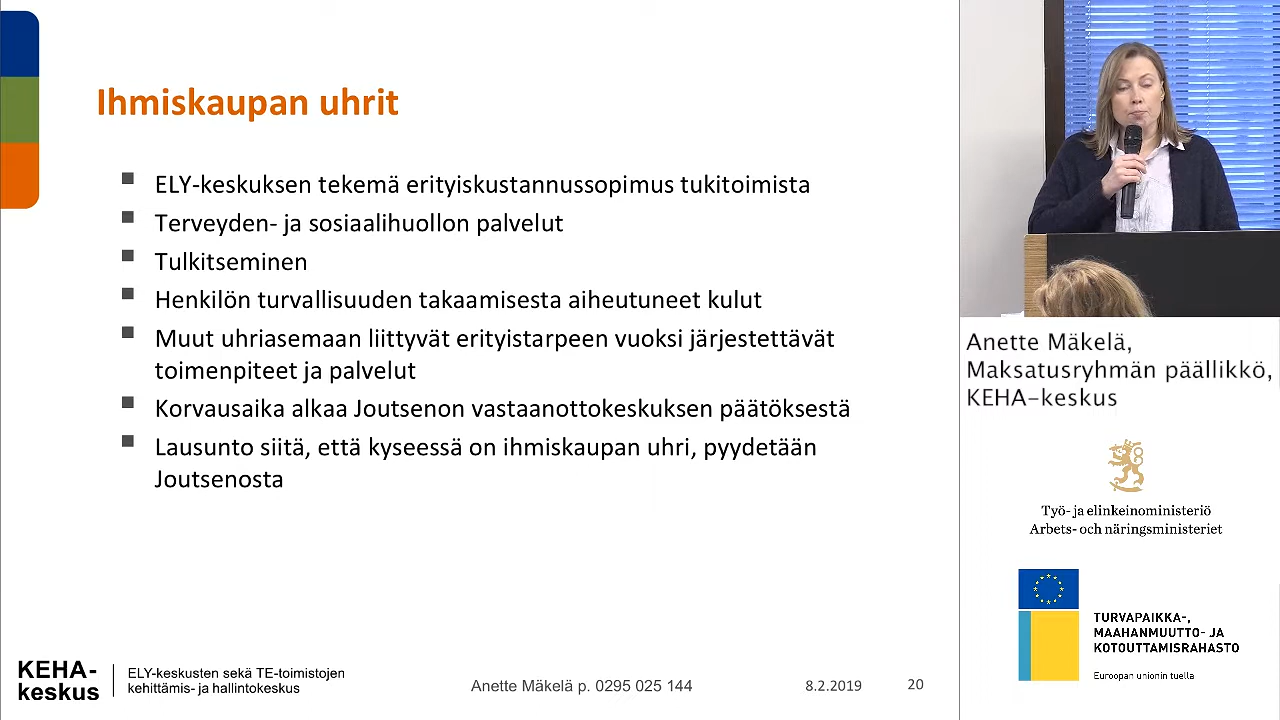 Ihmiskaupan uhrit
ELY-keskuksen tekemä erityiskustannussopimus tukitoimista
Terveyden- ja sosiaalihuollon palvelut
Tulkitseminen
Henkilön turvallisuuden takaamisesta aiheutuneet kulut
Muut uhriasemaan liittyvät erityistarpeen vuoksi järjestettävät
toimenpiteet ja palvelut
Korvausaika alkaa Joutsenon vastaanottokeskuksen päätöksestä
Lausunto siitä, että kyseessä on ihmiskaupan uhri, pyydetään
Joutsenosta
KEHA-
keskus
ELY-keskusten sekä TE-toimistojen
kehittämis- ja hallintokeskus
Anette Mäkelä p. 0295 025 144
8.2.2019
20
Anette Mäkelä,
Maksatusryhmän päällikkö,
KEHA-keskus
Työ- ja elinkeinoministeriö
Arbets- och näringsministeriet
TURVAPAIKKA-,
MAAHANMUUTTO- JA
KOTOUTTAMISRAHASTO
Euroopan unionin tuella